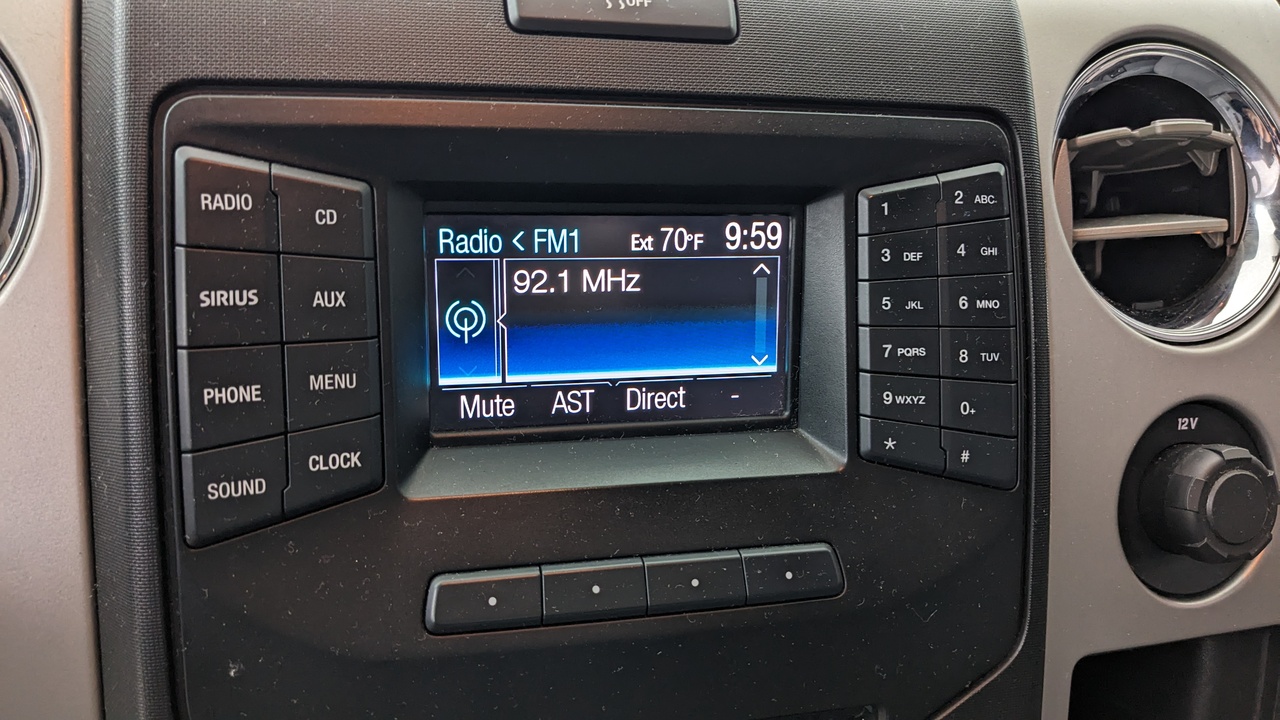 OFF
RADIO
CD
SIRIUS
AUX
PHONE
MENU
SOUND
CLOCK
Radio < FM1 Ext 70°F 9:59
92.1 MHz
Mute AST Direct -
1
2 ABC
3 DEF
4 GHI
5 JKL
6 MNO
7 PQRS
8 TUV
9 WXYZ
0+
*
#
12V